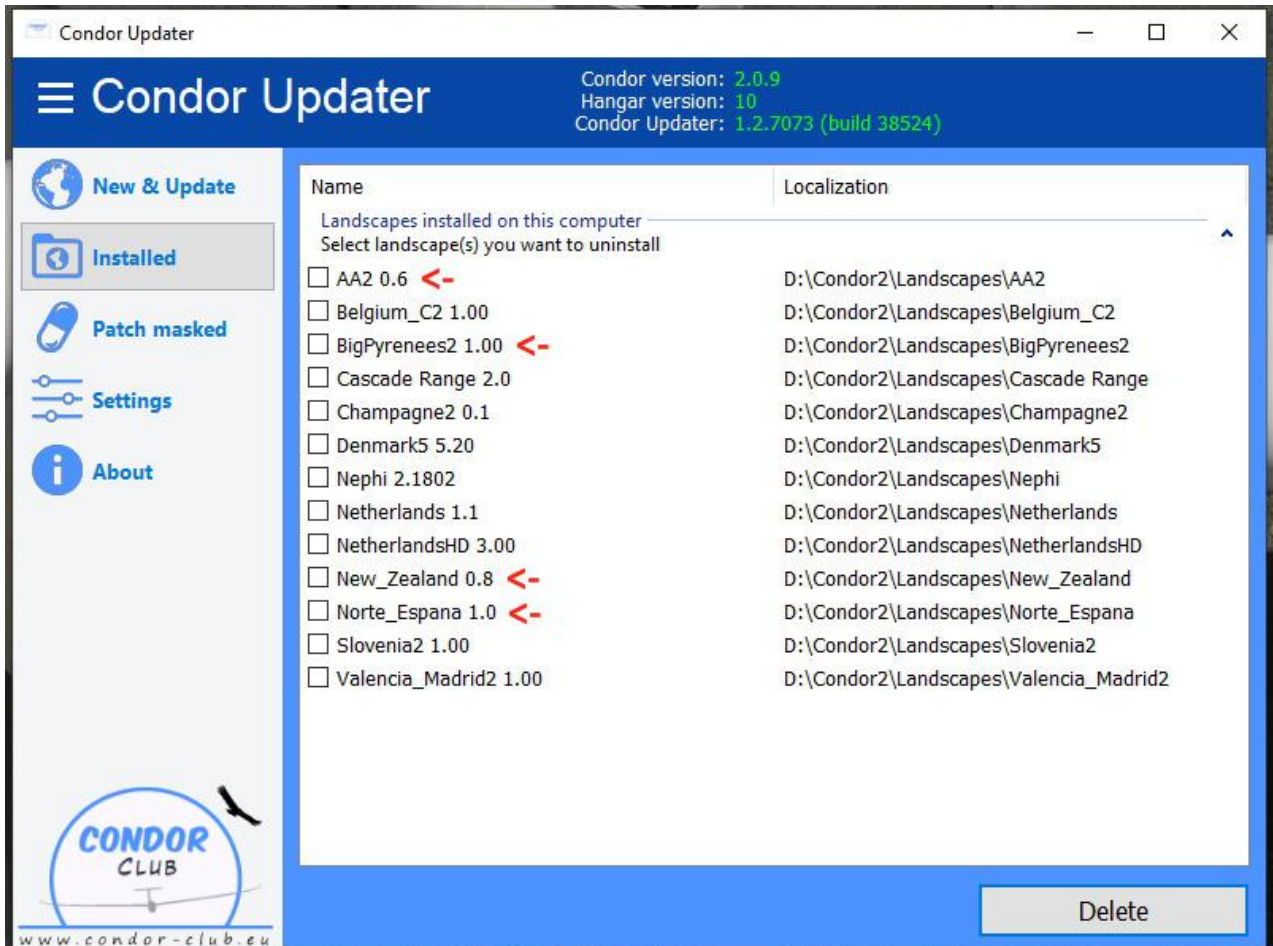 Condor Updater
Condor Updater
Condor version: 2.0.9
Hangar version: 10
Condor Updater: 1.2.7073 (build 38524)
New & Update
Installed
Patch masked
Settings
About
Name Localization
Landscapes installed on this computer
Select landscape(s) you want to uninstall
AA2 0.6 <- D:\Condor2\Landscapes\AA2
Belgium_C2 1.00 D:\Condor2\Landscapes\Belgium_C2
BigPyrenees2 1.00 <- D:\Condor2\Landscapes\BigPyrenees2
Cascade Range 2.0 D:\Condor2\Landscapes\Cascade Range
Champagne2 0.1 D:\Condor2\Landscapes\Champagne2
Denmark5 5.20 D:\Condor2\Landscapes\Denmark5
Nephi 2.1802 D:\Condor2\Landscapes\Nephi
Netherlands 1.1 D:\Condor2\Landscapes\Netherlands
NetherlandsHD 3.00 D:\Condor2\Landscapes\NetherlandsHD
New_Zealand 0.8 <- D:\Condor2\Landscapes\New_Zealand
Norte_Espana 1.0 <- D:\Condor2\Landscapes\Norte_Espana
Slovenia2 1.00 D:\Condor2\Landscapes\Slovenia2
Valencia_Madrid2 1.00 D:\Condor2\Landscapes\Valencia_Madrid2
CONDOR
CLUB
www.condor-club.eu
Delete